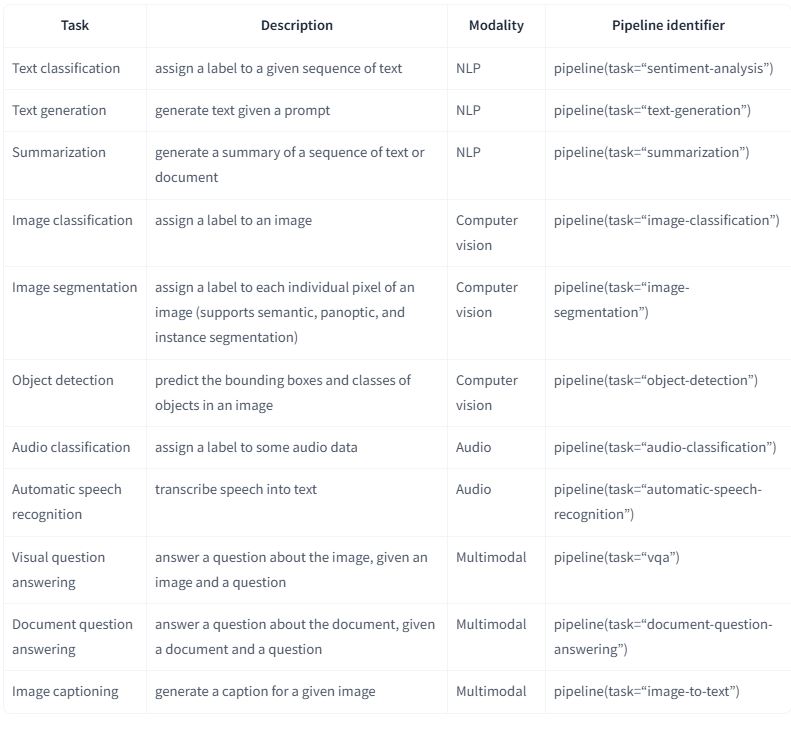 Task Description Modality Pipeline identifier
Text classification assign a label to a given sequence of text NLP pipeline(task=“sentiment-analysis”)
Text generation generate text given a prompt NLP pipeline(task=“text-generation”)
Summarization generate a summary of a sequence of text or NLP pipeline(task=“summarization”)
document
Image classification assign a label to an image Computer pipeline(task=“image-classification”)
vision
Image segmentation assign a label to each individual pixel of an Computer pipeline(task=“image-
image (supports semantic, panoptic, and vision segmentation”)
instance segmentation)
Object detection predict the bounding boxes and classes of Computer pipeline(task=“object-detection”)
objects in an image vision
Audio classification assign a label to some audio data Audio pipeline(task=“audio-classification”)
Automatic speech transcribe speech into text Audio pipeline(task=“automatic-speech-
recognition recognition”)
Visual question answer a question about the image, given an Multimodal pipeline(task=“vqa”)
answering image and a question
Document question answer a question about the document, given Multimodal pipeline(task=“document-question-
answering a document and a question answering”)
Image captioning generate a caption for a given image Multimodal pipeline(task=“image-to-text”)